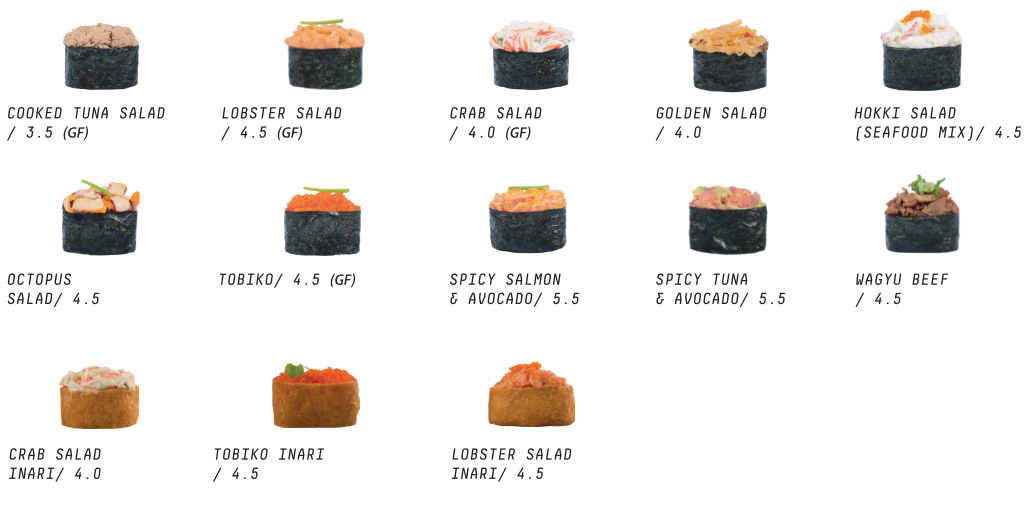 COOKED TUNA SALAD
/ 3.5 (GF)
LOBSTER SALAD
/ 4.5 (GF)
CRAB SALAD
/ 4.0 (GF)
GOLDEN SALAD
/ 4.0
HOKKI SALAD
(SEAFOOD MIX)/ 4.5
OCTOPUS
SALAD/ 4.5
TOBIKO/ 4.5 (GF)
SPICY SALMON
& AVOCADO/ 5.5
SPICY TUNA
& AVOCADO/ 5.5
WAGYU BEEF
/ 4.5
CRAB SALAD
INARI/ 4.0
TOBIKO INARI
/ 4.5
LOBSTER SALAD
INARI/ 4.5